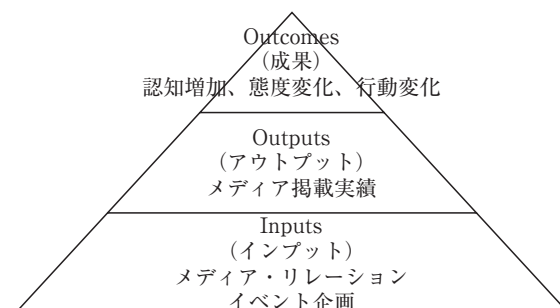 Outcomes
（成果）
認知増加、態度変化、行動変化
Outputs
（アウトプット）
メディア掲載実績
Inputs
（インプット）
メディア・リレーション
イベント企画